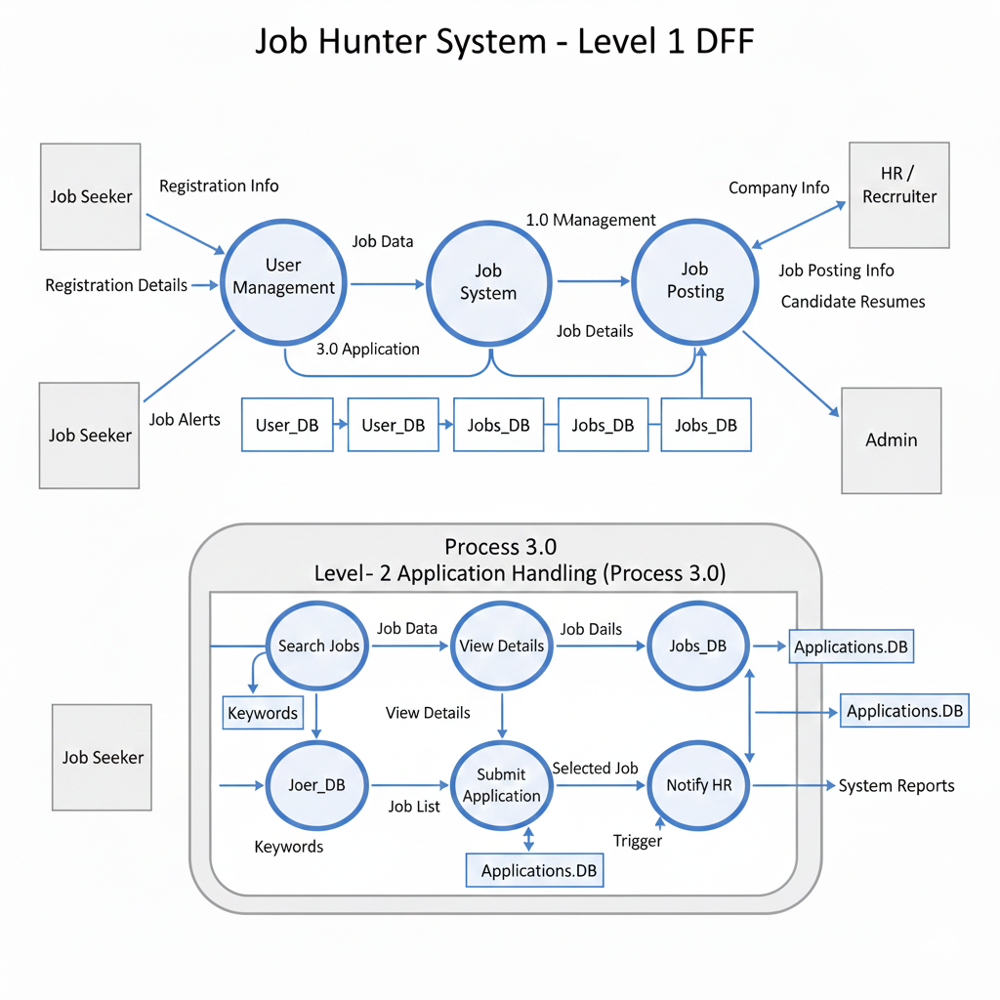 Job Hunter System - Level 1 DFF
Job Seeker
Registration Info
Company Info
HR /
Recrruiter
1.0 Management
Job Data
User
Management
Job
System
Job
Posting
Registration Details
Job Posting Info
Candidate Resumes
Job Details
3.0 Application
Job Seeker
Job Alerts
User_DB
User_DB
Jobs_DB
Jobs_DB
Jobs_DB
Admin
Process 3.0
Level- 2 Application Handling (Process 3.0)
Search Jobs
Job Data
View Details
Job Dails
Jobs_DB
Applications.DB
Keywords
View Details
Applications.DB
Job Seeker
Joer_DB
Job List
Submit
Application
Selected Job
Notify HR
System Reports
Keywords
Trigger
Applications.DB